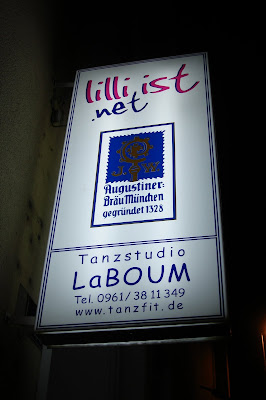 lilli ist
.net
J. W.
Augustiner-
Bräu München
gegründet 1328
Tanzstudio
LaBOUM
Tel. 0961/38 11 349
www.tanzfit.de